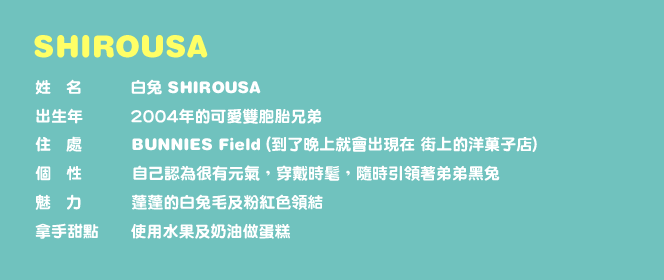 SHIROUSA
姓 名 白兔 SHIROUSA
出生年 2004年的可愛雙胞胎兄弟
住 處 BUNNIES Field (到了晚上就會出現在 街上的洋菓子店)
個 性 自己認為很有元氣，穿戴時髦，隨時引領著弟弟黑兔
魅 力 蓬蓬的白兔毛及粉紅色領結
拿手甜點 使用水果及奶油做蛋糕